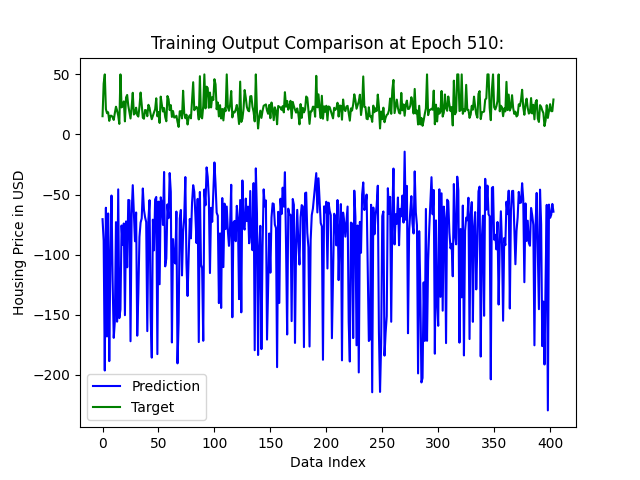 Training Output Comparison at Epoch 510:
Housing Price in USD
50
0
−50
−100
−150
−200
Prediction
Target
0 50 100 150 200 250 300 350 400
Data Index